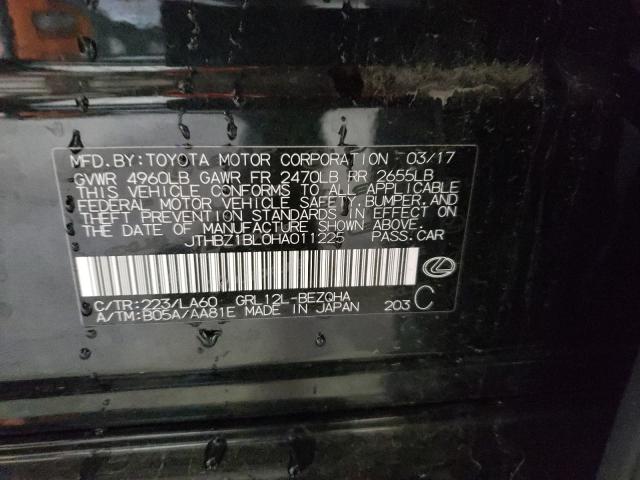 MFD.BY:TOYOTA MOTOR CORPORATION 03/17
GVWR 4960LB GAWR FR 2470LB RR 2655LB
THIS VEHICLE CONFORMS TO ALL APPLICABLE
FEDERAL MOTOR VEHICLE SAFETY,BUMPER,AND
THEFT PREVENTION STANDARDS IN EFFECT ON
THE DATE OF MANUFACTURE SHOWN ABOVE.
JTHBZ1BL0HA011225 PASS.CAR
C/TR:223/LA60 GRL12L-BEZQHA
A/TM:B05A/AA81E MADE IN JAPAN 203 C